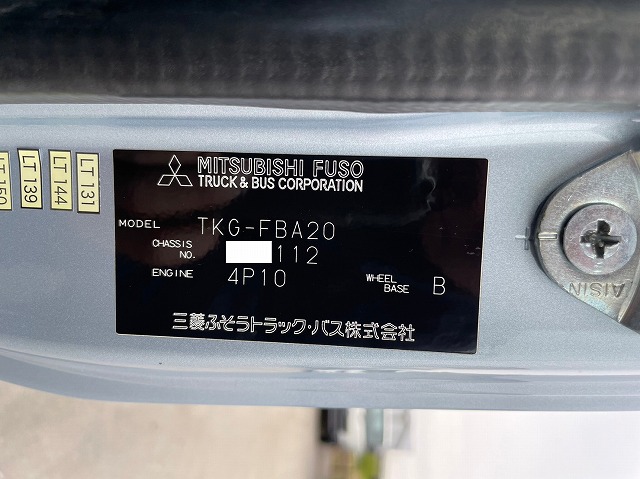 MITSUBISHI FUSO
TRUCK & BUS CORPORATION
MODEL TKG-FBA20
CHASSIS NO. 112
ENGINE 4P10
WHEEL BASE B
三菱ふそうトラック・バス株式会社
LT 139
LT 144
LT 131
AISIN